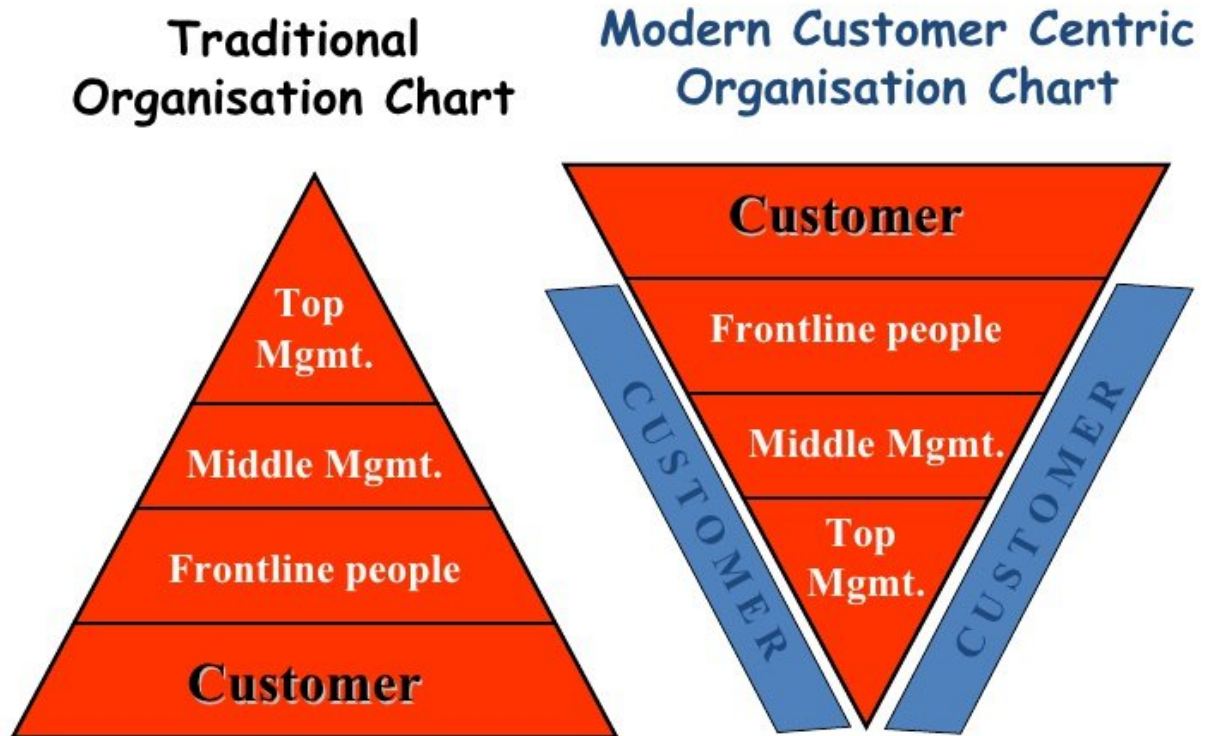 Traditional
Organisation Chart
Top
Mgmt.
Middle Mgmt.
Frontline people
Customer
Modern Customer Centric
Organisation Chart
Customer
Frontline people
Middle Mgmt.
Top
Mgmt.
CUSTOMER
CUSTOMER